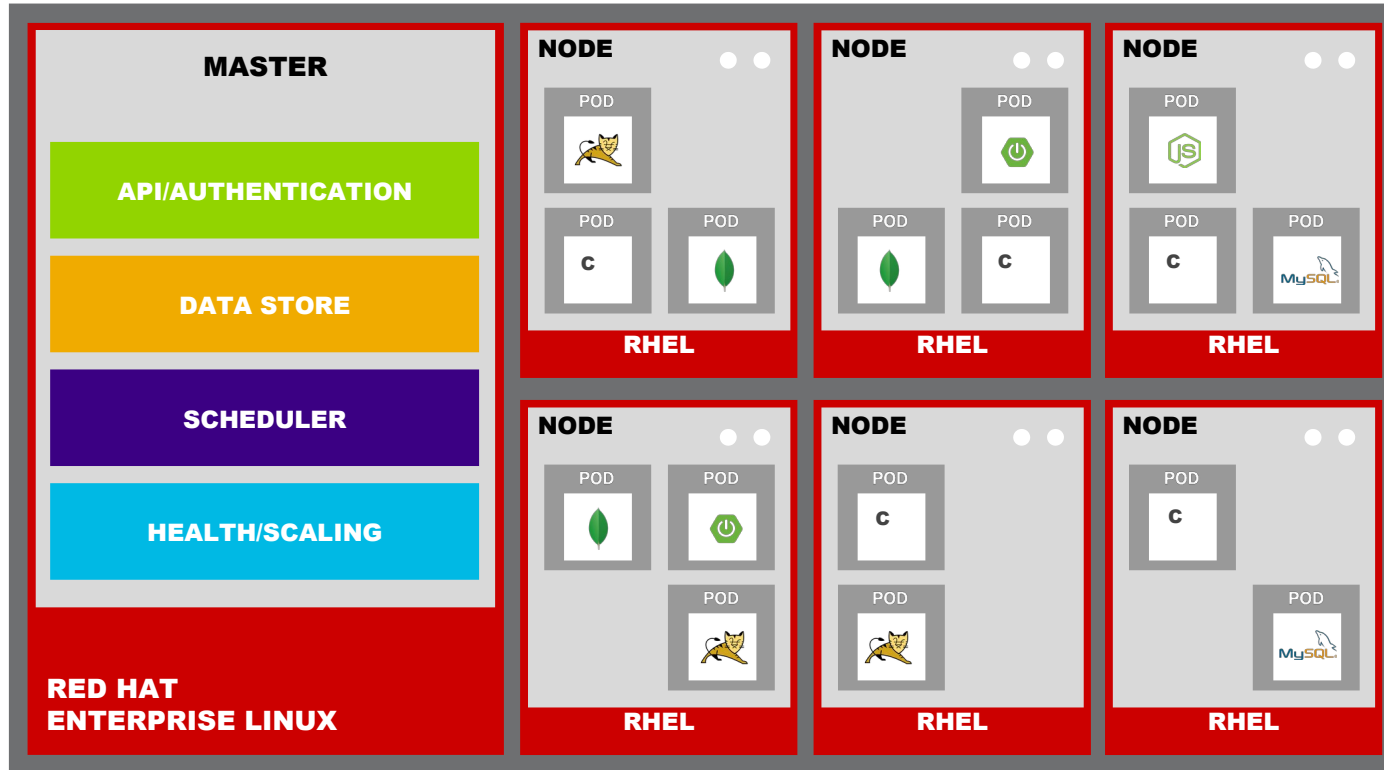 MASTER
API/AUTHENTICATION
DATA STORE
SCHEDULER
HEALTH/SCALING
RED HAT
ENTERPRISE LINUX
NODE
POD
POD
C
POD
RHEL
NODE
POD
JS
POD
POD
C
RHEL
NODE
POD
JS
POD
C
POD
MySQL
RHEL
NODE
POD
POD
POD
RHEL
NODE
POD
C
POD
RHEL
NODE
POD
C
POD
MySQL
RHEL